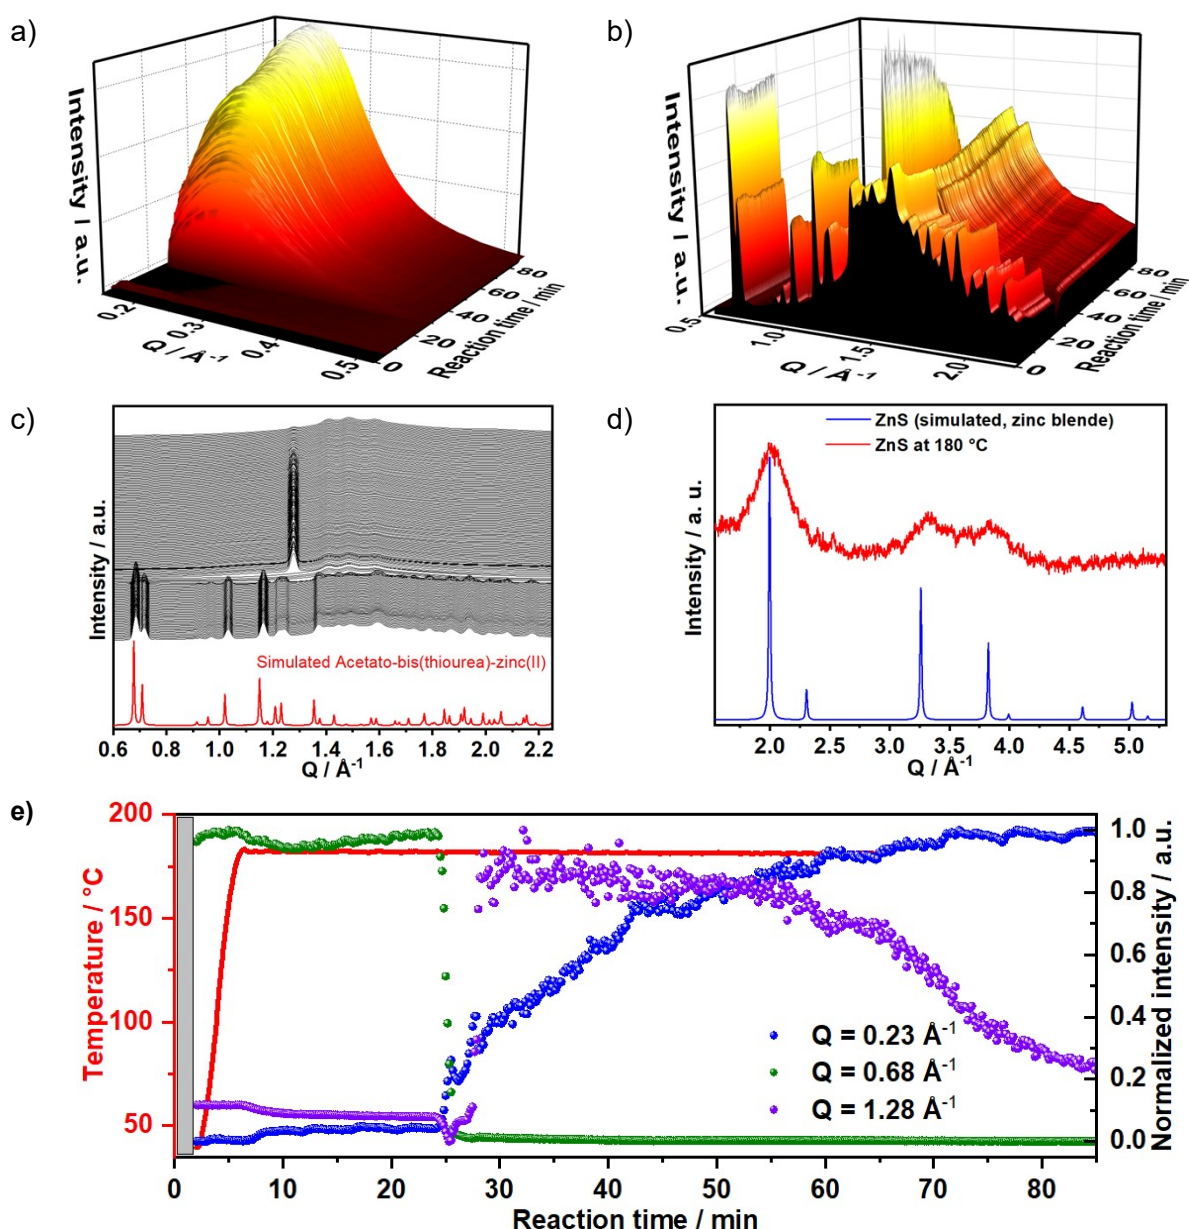 a)
Intensity / a.u.
0.2
0.3
0.4
0.5
Q / Å⁻¹
0
20
40
60
80
Reaction time / min
b)
Intensity / a.u.
0.5
1.0
1.5
2.0
Q / Å⁻¹
0
20
40
60
80
Reaction time / min
c)
Intensity / a.u.
Simulated Acetato-bis(thiourea)-zinc(II)
0.6 0.8 1.0 1.2 1.4 1.6 1.8 2.0 2.2
Q / Å⁻¹
d)
ZnS (simulated, zinc blende)
ZnS at 180 °C
Intensity / a. u.
2.0 2.5 3.0 3.5 4.0 4.5 5.0
Q / Å⁻¹
e)
Temperature / °C
200
150
100
50
Q = 0.23 Å⁻¹
Q = 0.68 Å⁻¹
Q = 1.28 Å⁻¹
1.0
0.8
0.6
0.4
0.2
0.0
Normalized intensity / a.u.
0 10 20 30 40 50 60 70 80
Reaction time / min